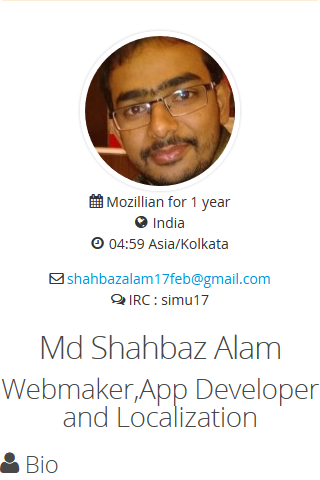 Mozillian for 1 year
India
04:59 Asia/Kolkata
shahbazalam17feb@gmail.com
IRC : simu17
Md Shahbaz Alam
Webmaker,App Developer
and Localization
Bio